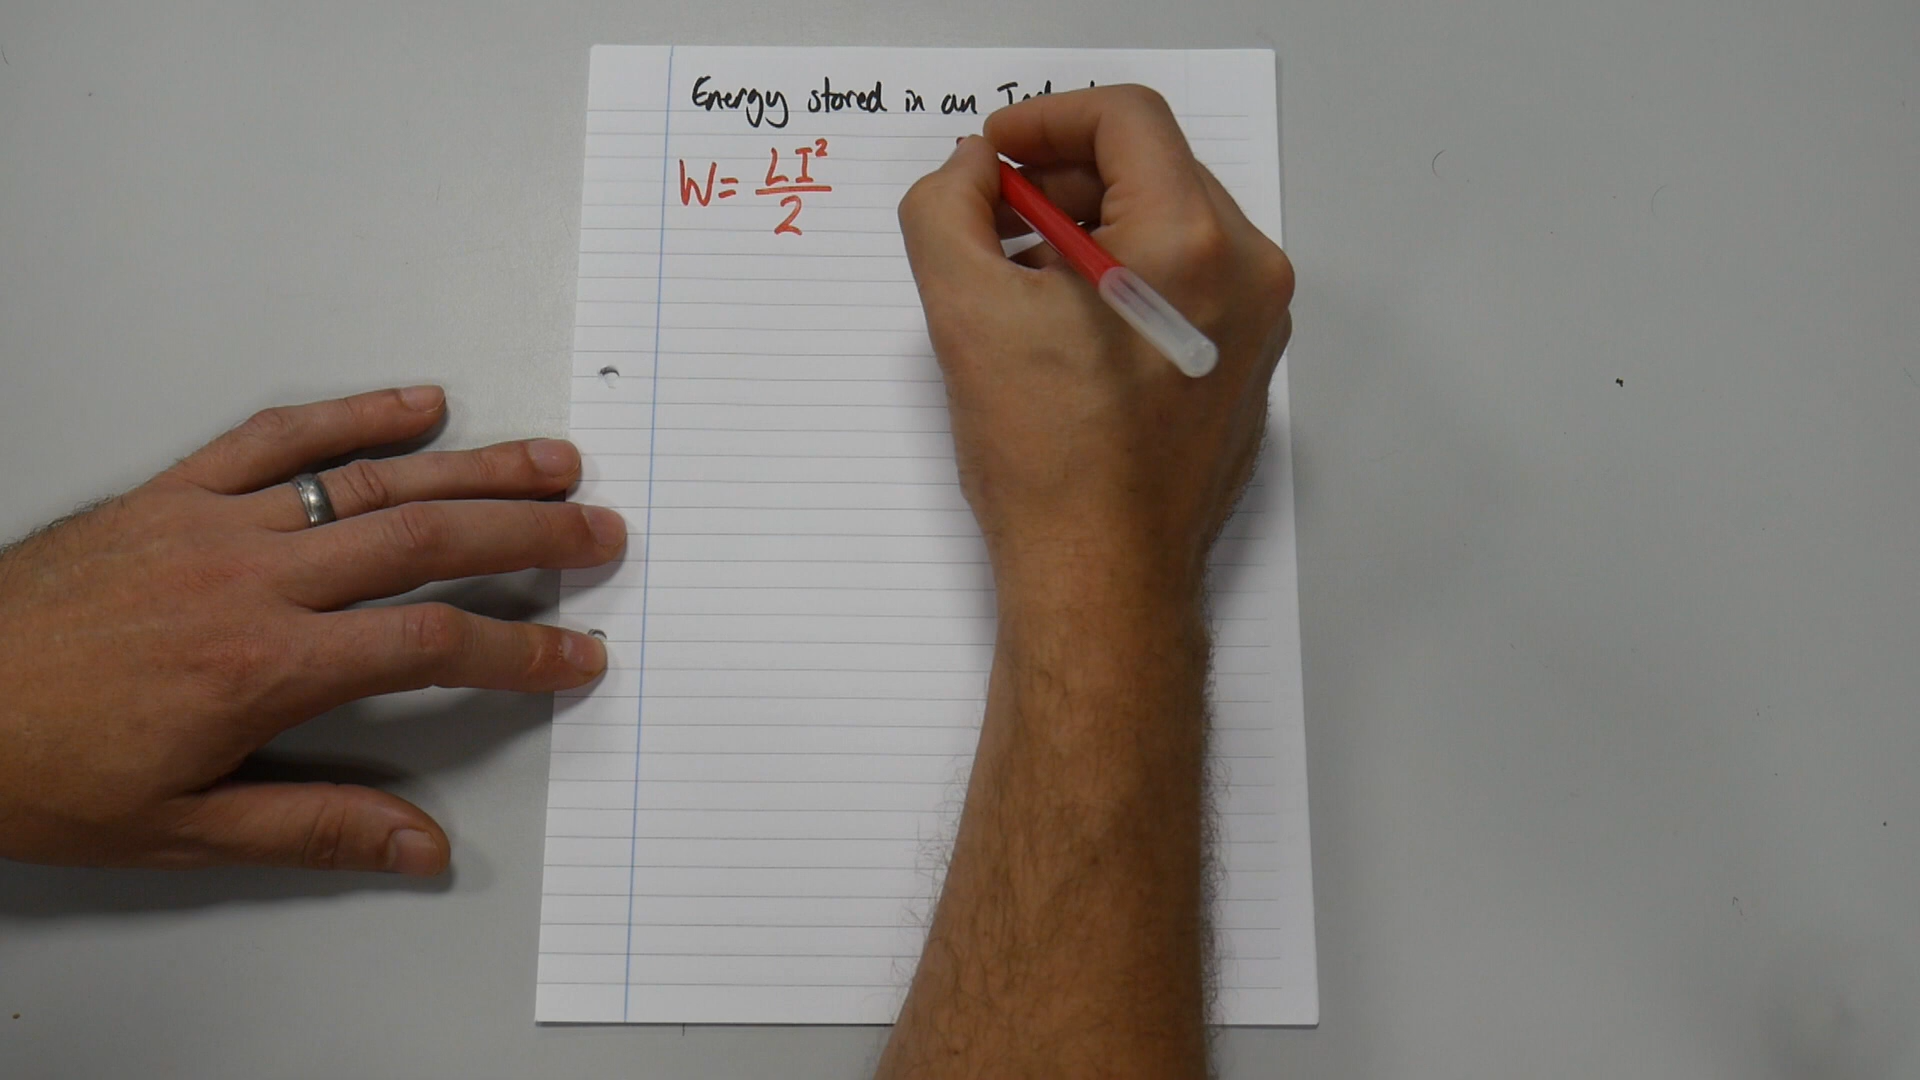 Energy stored in an
W = LI²/2